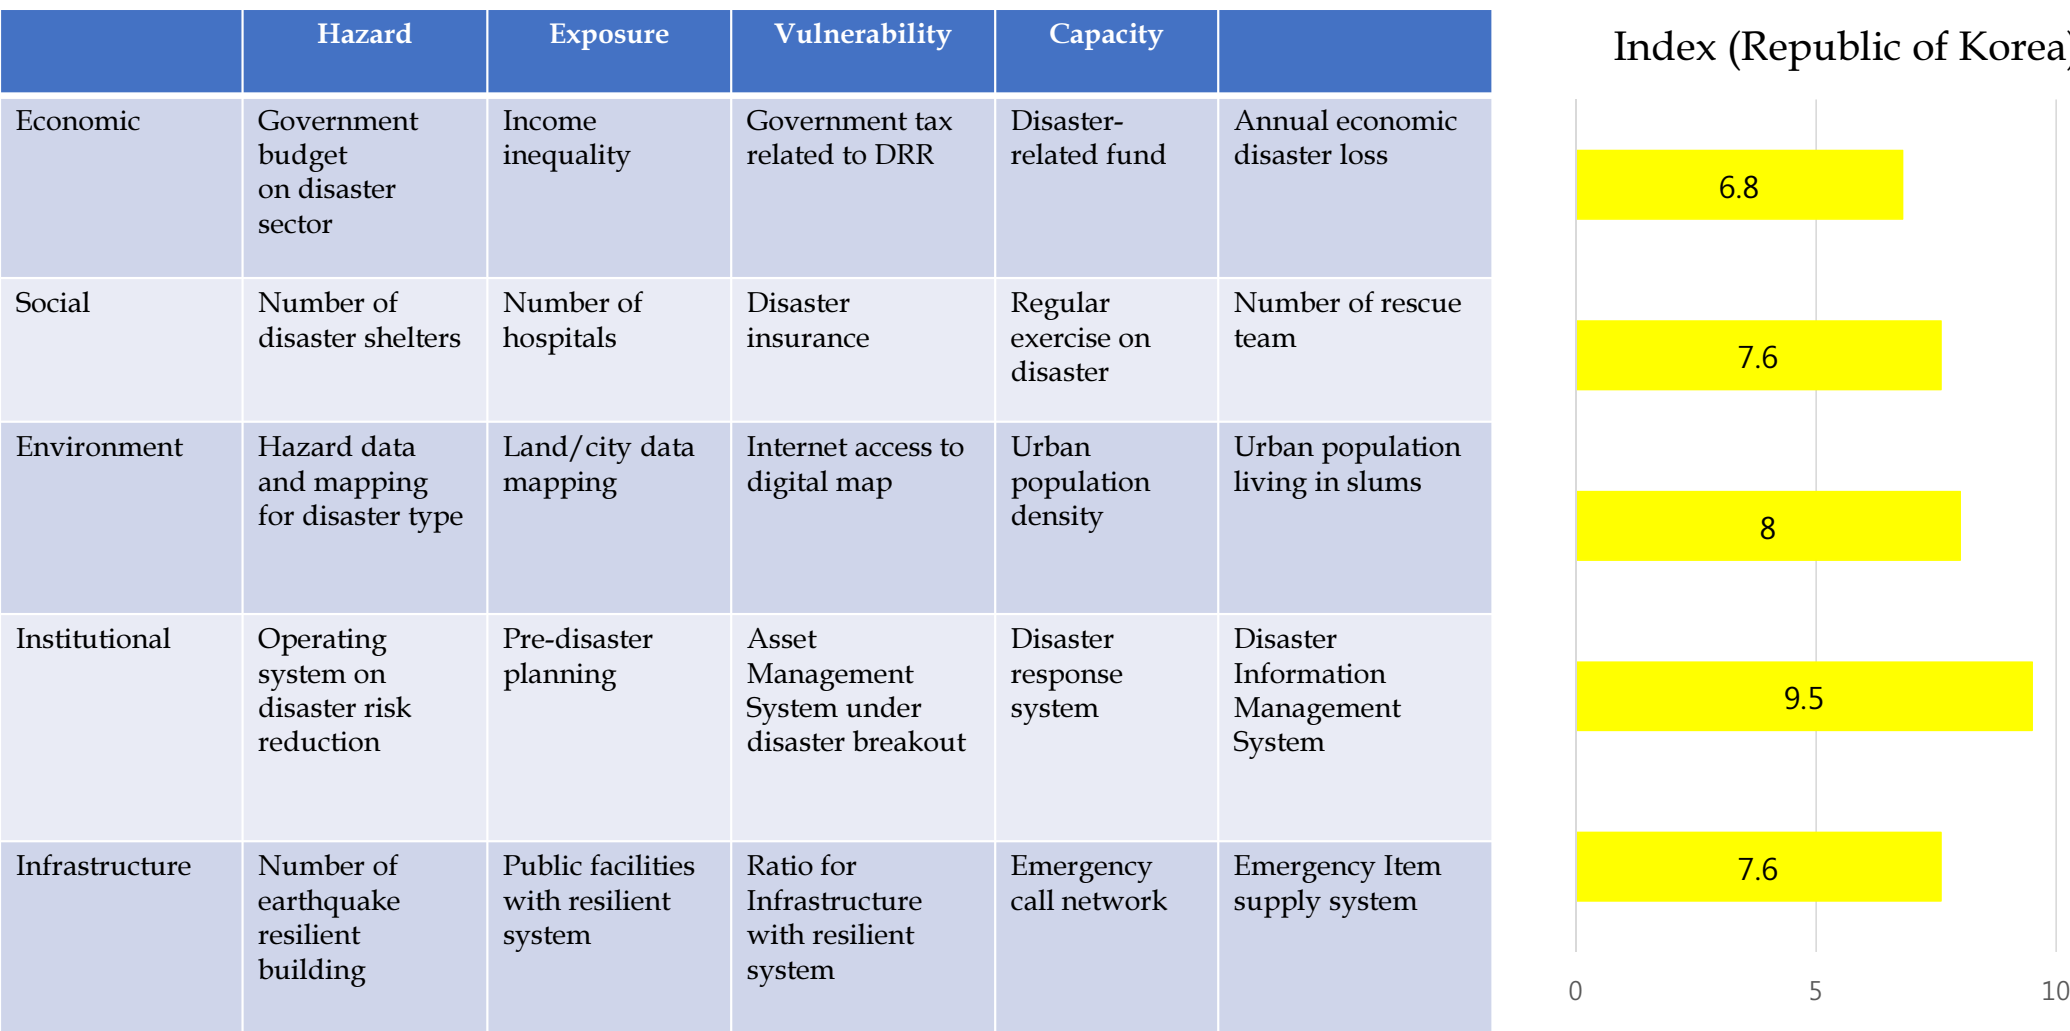 Hazard
Exposure
Vulnerability
Capacity
Economic
Government
budget
on disaster
sector
Income
inequality
Government tax
related to DRR
Disaster-
related fund
Annual economic
disaster loss
Social
Number of
disaster shelters
Number of
hospitals
Disaster
insurance
Regular
exercise on
disaster
Number of rescue
team
Environment
Hazard data
and mapping
for disaster type
Land/city data
mapping
Internet access to
digital map
Urban
population
density
Urban population
living in slums
Institutional
Operating
system on
disaster risk
reduction
Pre-disaster
planning
Asset
Management
System under
disaster breakout
Disaster
response
system
Disaster
Information
Management
System
Infrastructure
Number of
earthquake
resilient
building
Public facilities
with resilient
system
Ratio for
Infrastructure
with resilient
system
Emergency
call network
Emergency Item
supply system
Index (Republic of Korea)
6.8
7.6
8
9.5
7.6
0 5 10